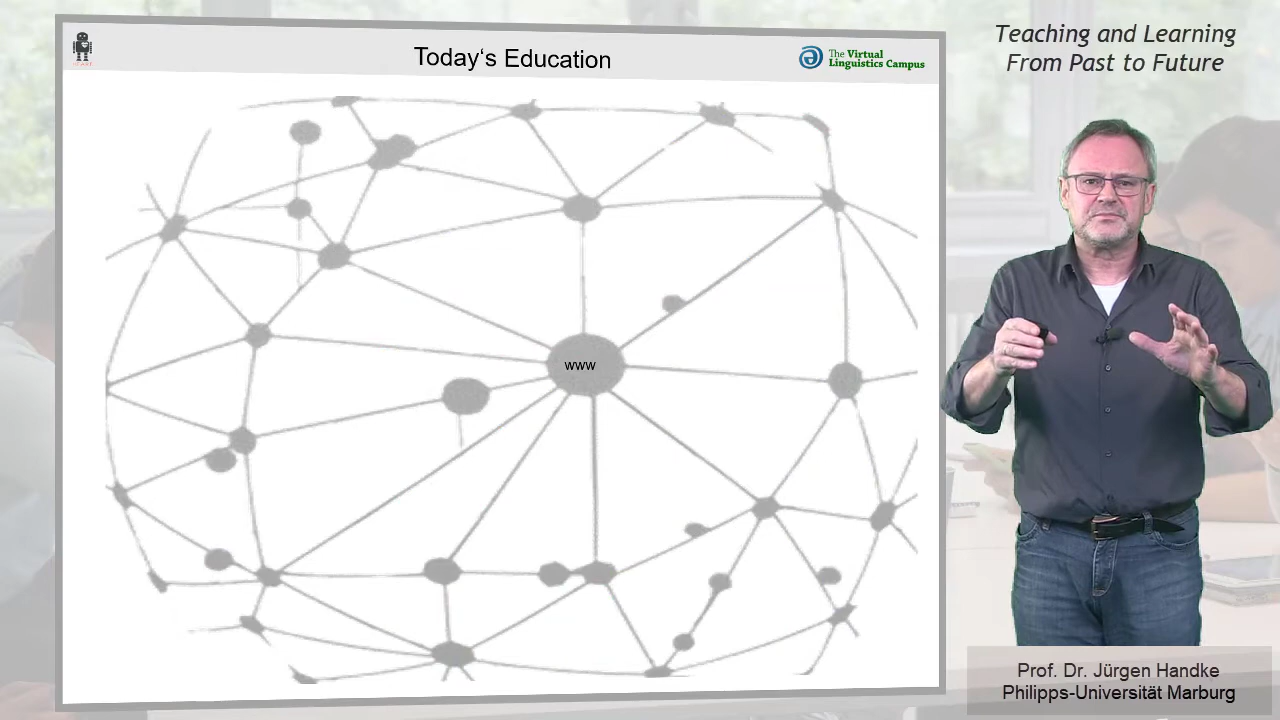 Today‘s Education
The Virtual
Linguistics Campus
Teaching and Learning
From Past to Future
www
Prof. Dr. Jürgen Handke
Philipps-Universität Marburg